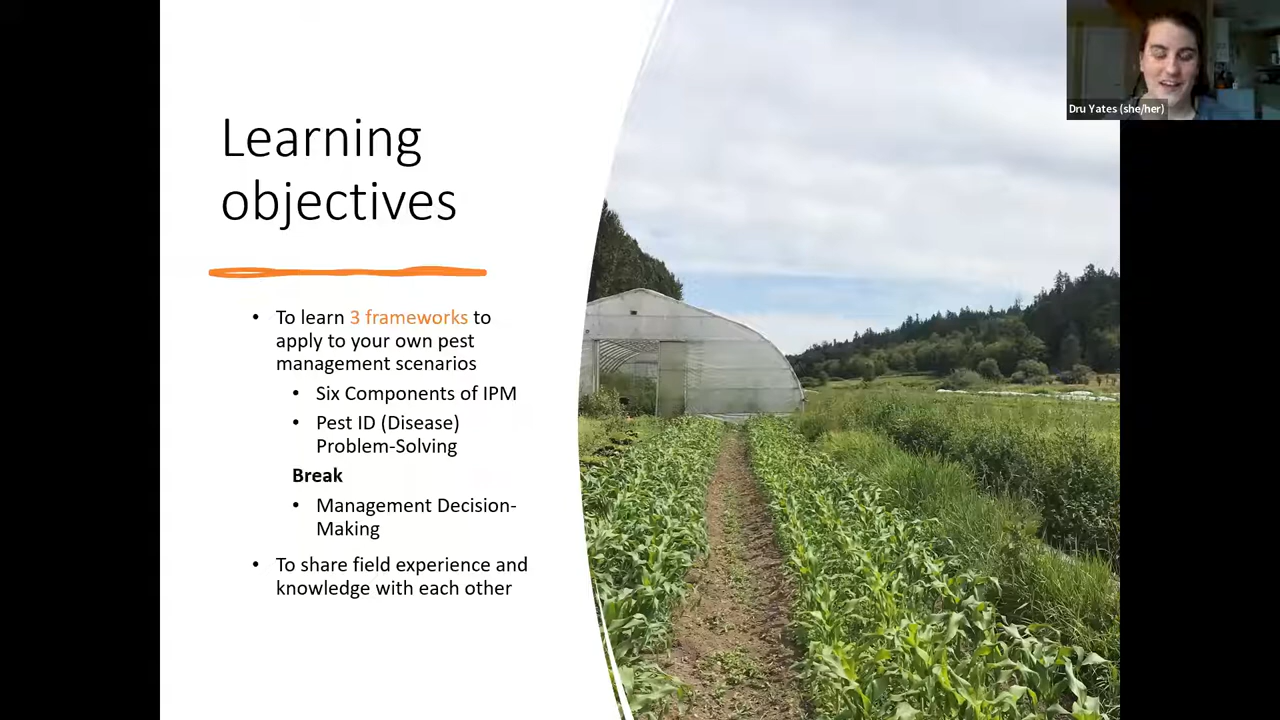 Learning
objectives
• To learn 3 frameworks to
apply to your own pest
management scenarios
• Six Components of IPM
• Pest ID (Disease)
Problem-Solving
Break
• Management Decision-
Making
• To share field experience and
knowledge with each other
Dru Yates (she/her)